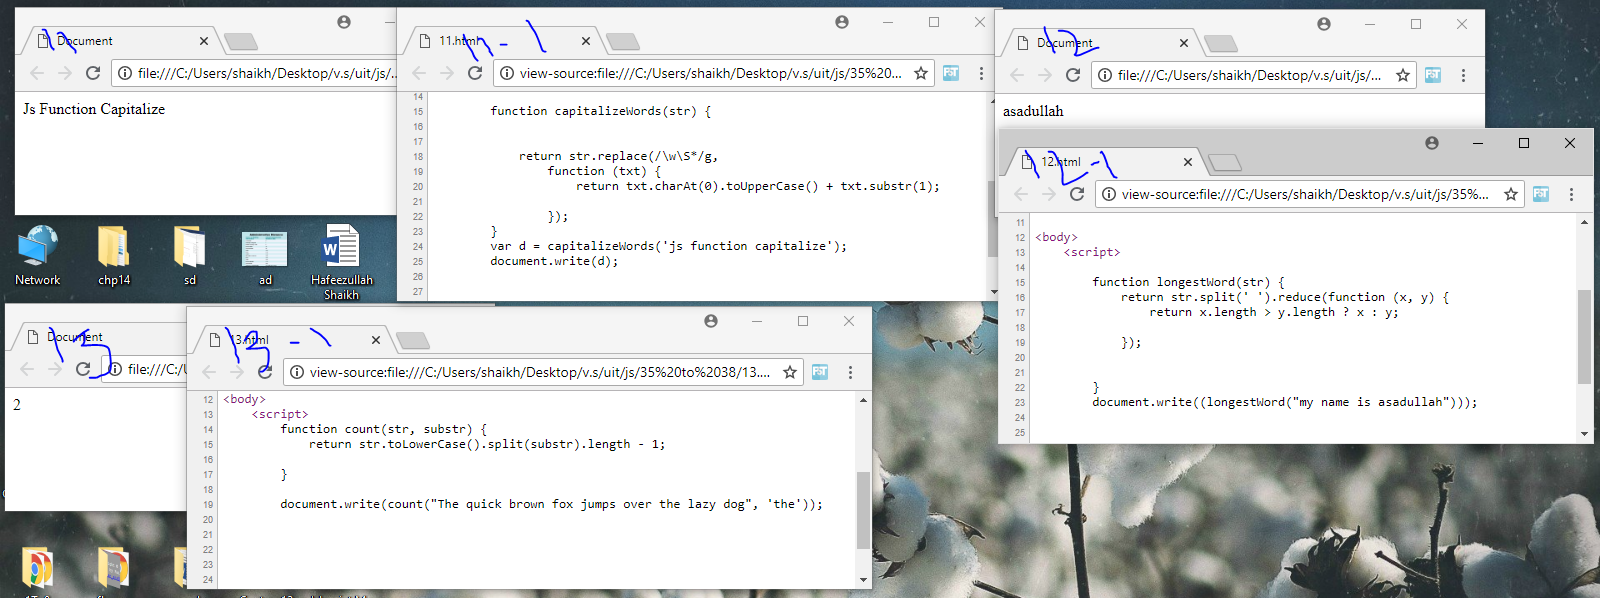 11
Document
file:///C:/Users/shaikh/Desktop/v.s/uit/js/...
Js Function Capitalize
11-1
11.html
view-source:file:///C:/Users/shaikh/Desktop/v.s/uit/js/35%20...
14
15 function capitalizeWords(str) {
16
17
18 return str.replace(/\w\S*/g,
19 function (txt) {
20 return txt.charAt(0).toUpperCase() + txt.substr(1);
21
22 });
23 }
24 var d = capitalizeWords('js function capitalize');
25 document.write(d);
26
27
12
Document
file:///C:/Users/shaikh/Desktop/v.s/uit/js/...
asadullah
12-1
12.html
view-source:file:///C:/Users/shaikh/Desktop/v.s/uit/js/35%...
11
12 <body>
13 <script>
14
15 function longestWord(str) {
16 return str.split(' ').reduce(function (x, y) {
17 return x.length > y.length ? x : y;
18
19 });
20
21
22 }
23 document.write((longestWord("my name is asadullah")));
24
25
Network
chp14
sd
ad
Hafeezullah
Shaikh
13
Document
file:///C:/U
2
13-1
13.html
view-source:file:///C:/Users/shaikh/Desktop/v.s/uit/js/35%20to%2038/13....
12 <body>
13 <script>
14 function count(str, substr) {
15 return str.toLowerCase().split(substr).length - 1;
16
17 }
18
19 document.write(count("The quick brown fox jumps over the lazy dog", 'the'));
20
21
22
23
24